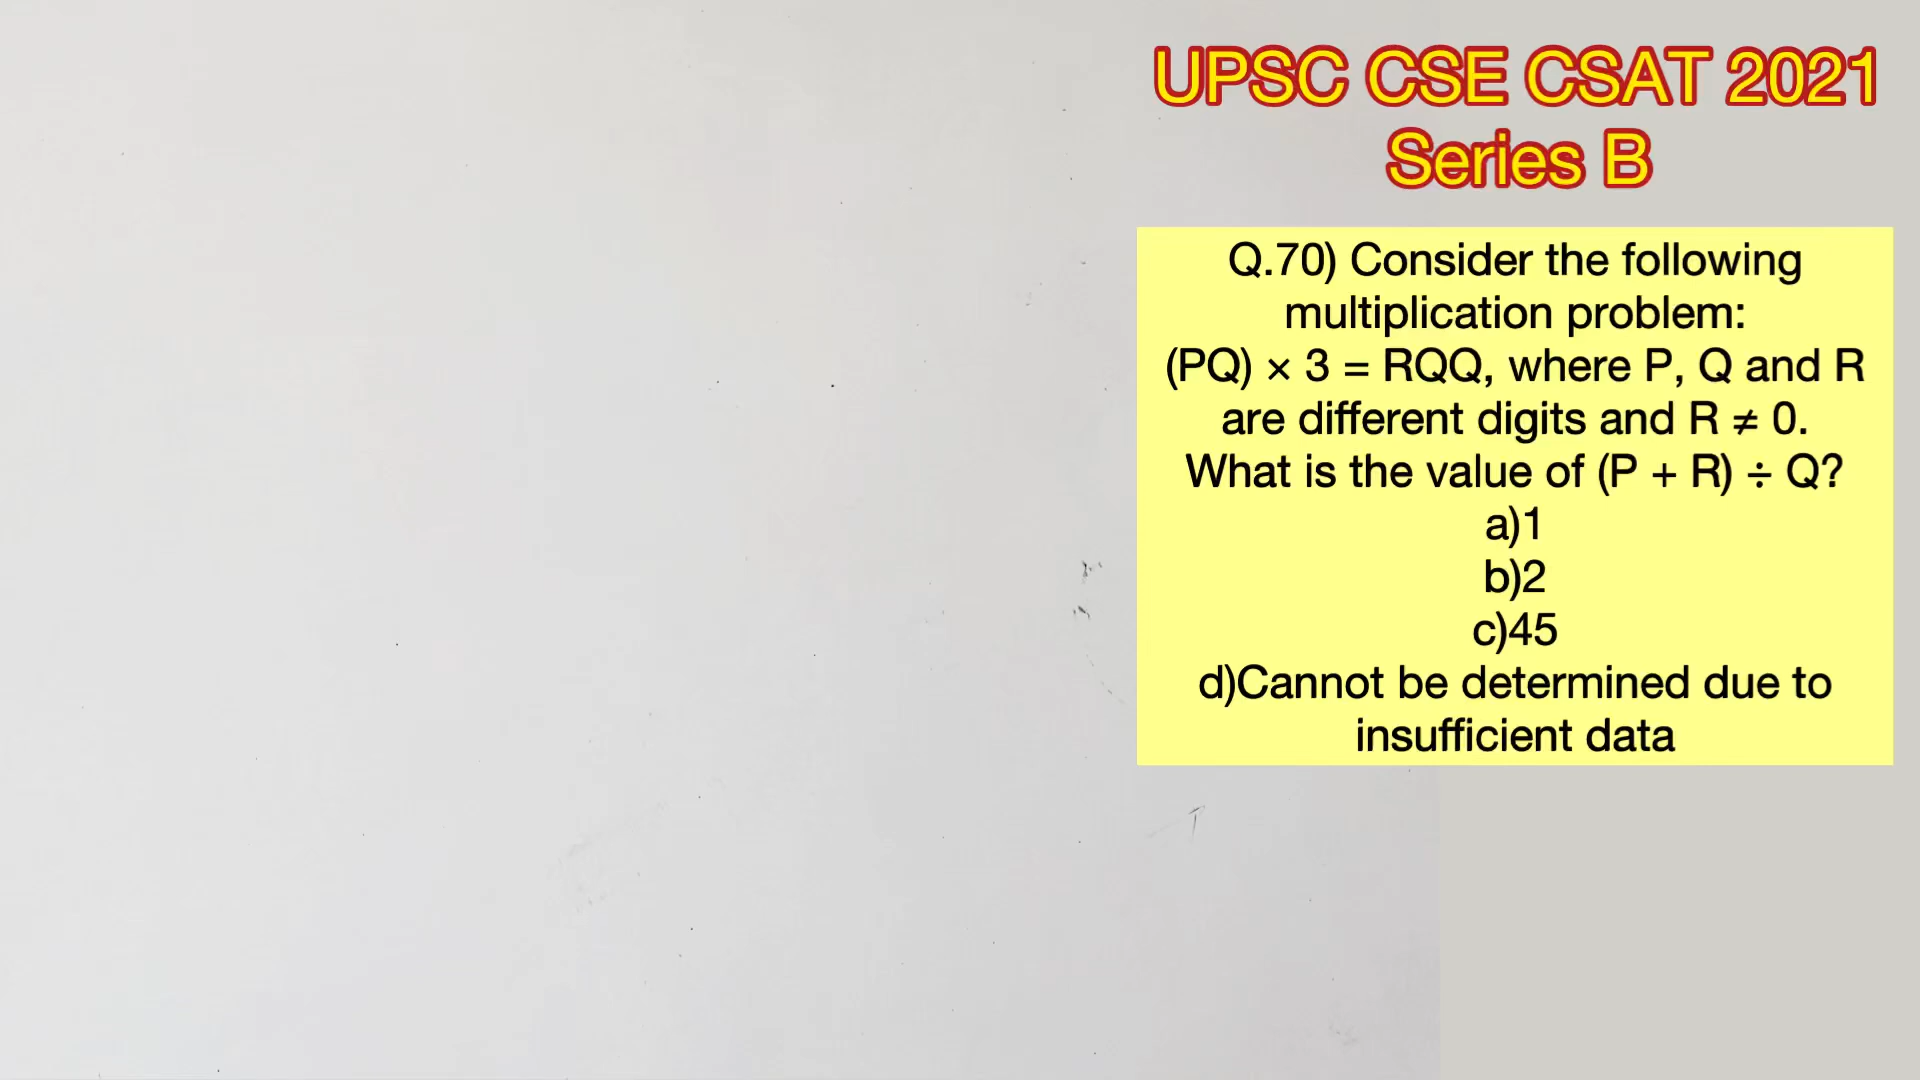 UPSC CSE CSAT 2021
Series B
Q.70) Consider the following
multiplication problem:
(PQ) × 3 = RQQ, where P, Q and R
are different digits and R ≠ 0.
What is the value of (P + R) ÷ Q?
a)1
b)2
c)45
d)Cannot be determined due to
insufficient data